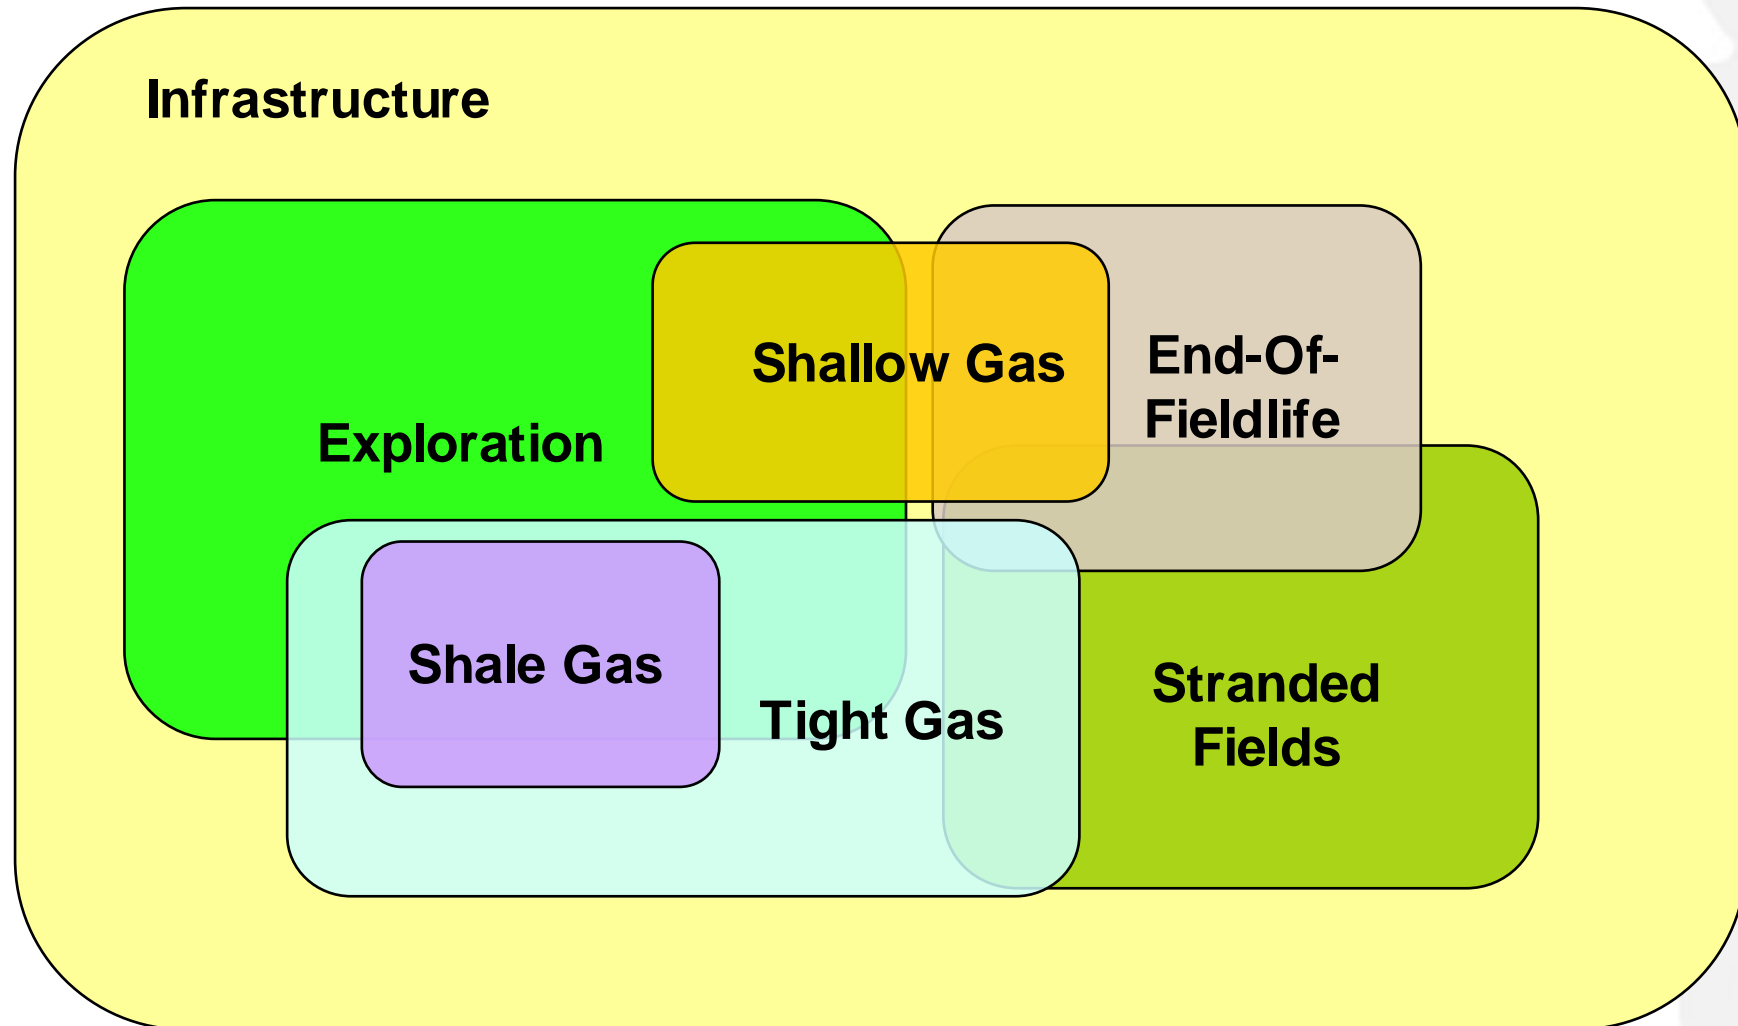 Infrastructure
Shallow Gas
End-Of-
Fieldlife
Exploration
Shale Gas
Tight Gas
Stranded
Fields